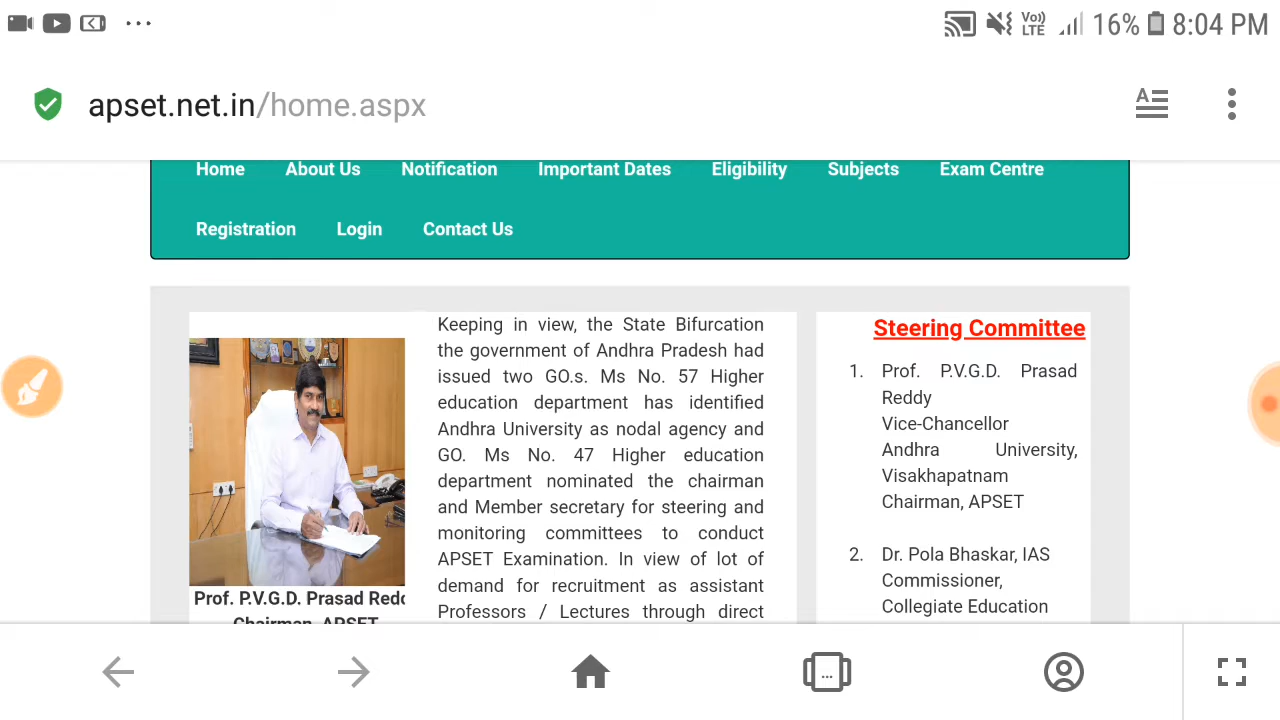 16% 8:04 PM
Vo)) LTE
apset.net.in/home.aspx
A
Home About Us Notification Important Dates Eligibility Subjects Exam Centre
Registration Login Contact Us
Keeping in view, the State Bifurcation
the government of Andhra Pradesh had
issued two GO.s. Ms No. 57 Higher
education department has identified
Andhra University as nodal agency and
GO. Ms No. 47 Higher education
department nominated the chairman
and Member secretary for steering and
monitoring committees to conduct
APSET Examination. In view of lot of
demand for recruitment as assistant
Professors / Lectures through direct
Prof. P.V.G.D. Prasad Redd
Chairman, APSET
Steering Committee
1. Prof. P.V.G.D. Prasad
Reddy
Vice-Chancellor
Andhra University,
Visakhapatnam
Chairman, APSET
2. Dr. Pola Bhaskar, IAS
Commissioner,
Collegiate Education